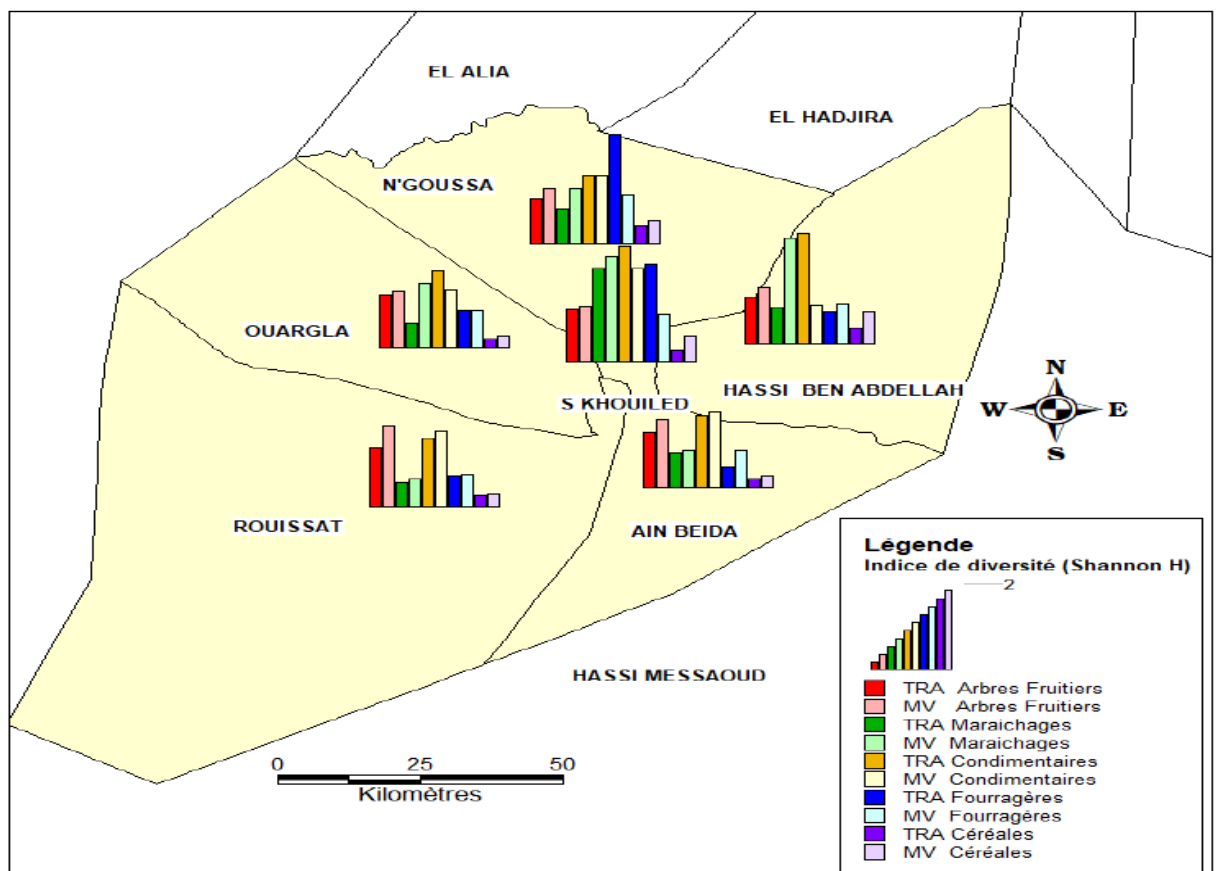 EL ALIA
EL HADJIRA
N'GOUSSA
OUARGLA
HASSI BEN ABDELLAH
S KHOUILED
ROUISSAT
AIN BEIDA
HASSI MESSAOUD
N
W E
S
0 25 50
Kilomètres
Légende
Indice de diversité (Shannon H)
2
TRA Arbres Fruitiers
MV Arbres Fruitiers
TRA Maraichages
MV Maraichages
TRA Condimentaires
MV Condimentaires
TRA Fourragères
MV Fourragères
TRA Céréales
MV Céréales